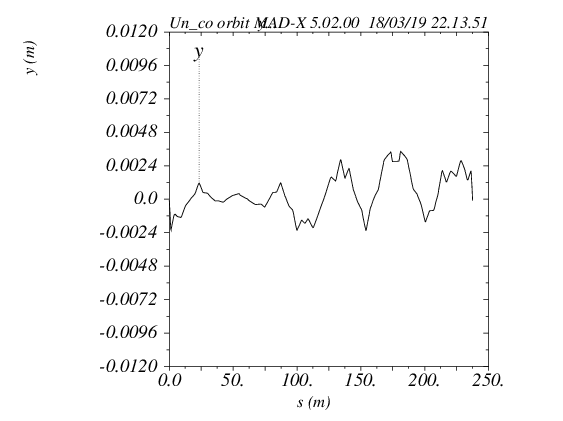 Un_co orbit MAD-X 5.02.00 18/03/19 22.13.51
y (m)
y
0.0120
0.0096
0.0072
0.0048
0.0024
0.0
-0.0024
-0.0048
-0.0072
-0.0096
-0.0120
0.0 50. 100. 150. 200. 250.
s (m)